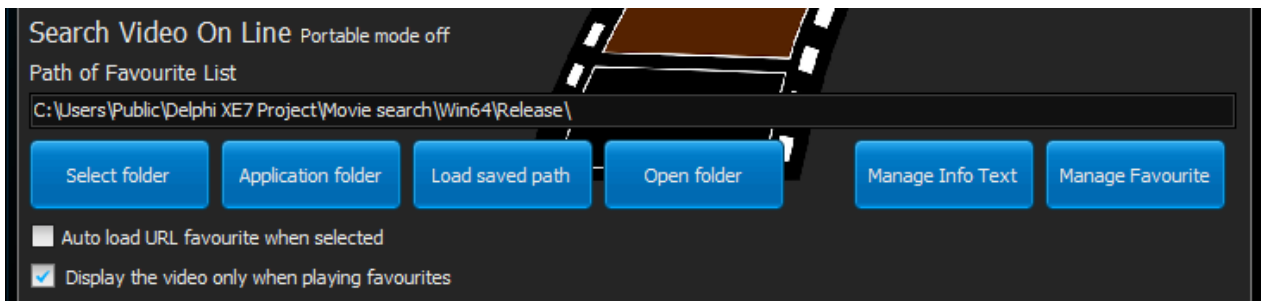 Search Video On Line Portable mode off
Path of Favourite List
C:\Users\Public\Delphi XE7 Project\Movie search\Win64\Release\
Select folder Application folder Load saved path Open folder Manage Info Text Manage Favourite
Auto load URL favourite when selected
Display the video only when playing favourites